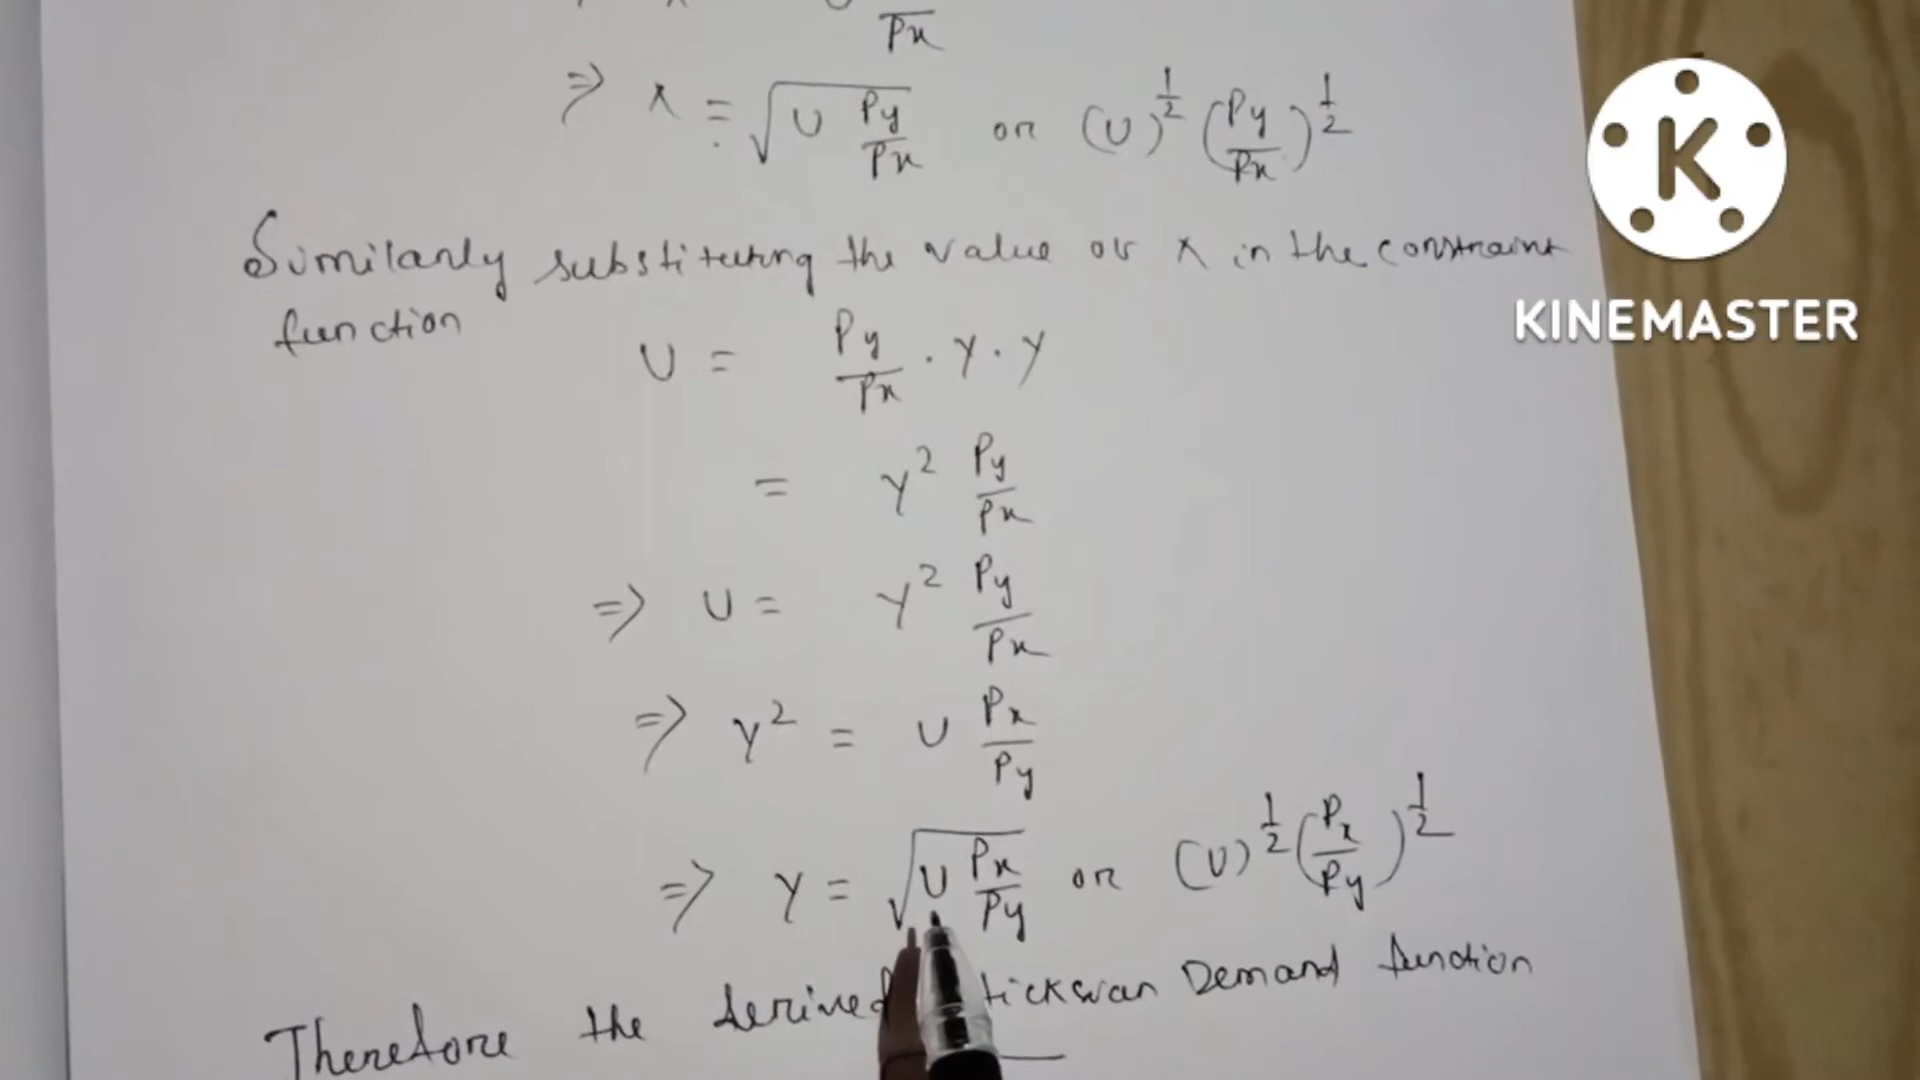 Px
⇒ x = √(U Py/Px) or (U)^1/2 (Py/Px)^1/2
Similarly substituting the value of x in the constraint
function
U = Py/Px . y . y
= y² Py/Px
⇒ U = y² Py/Px
⇒ y² = U Px/Py
⇒ y = √(U Px/Py) or (U)^1/2 (Px/Py)^1/2
Therefore the derived Hicksian Demand function
KINEMASTER